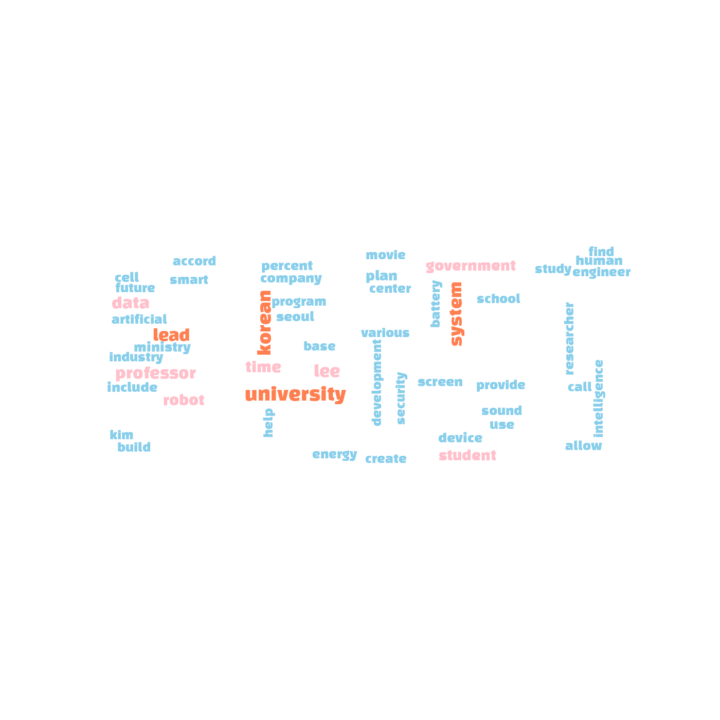 accord
cell
smart
future
data
artificial
lead
ministry
industry
professor
include
robot
kim
build
percent
company
korean
program
seoul
base
time
lee
university
help
energy
movie
plan
center
various
development
security
create
government
battery
system
school
screen
provide
sound
use
device
student
find
human
study
engineer
researcher
call
intelligence
allow